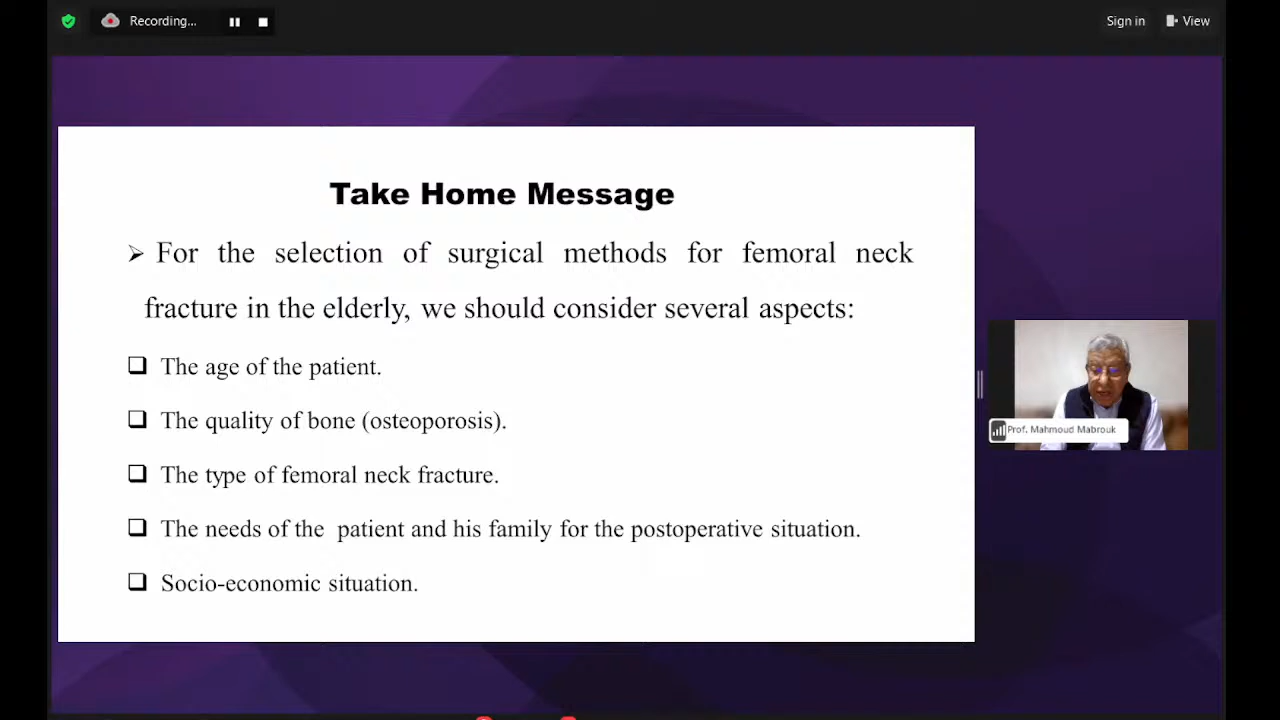 Recording...
Sign in
View
Take Home Message
For the selection of surgical methods for femoral neck
fracture in the elderly, we should consider several aspects:
The age of the patient.
The quality of bone (osteoporosis).
The type of femoral neck fracture.
The needs of the patient and his family for the postoperative situation.
Socio-economic situation.
Prof. Mahmoud Mabrouk